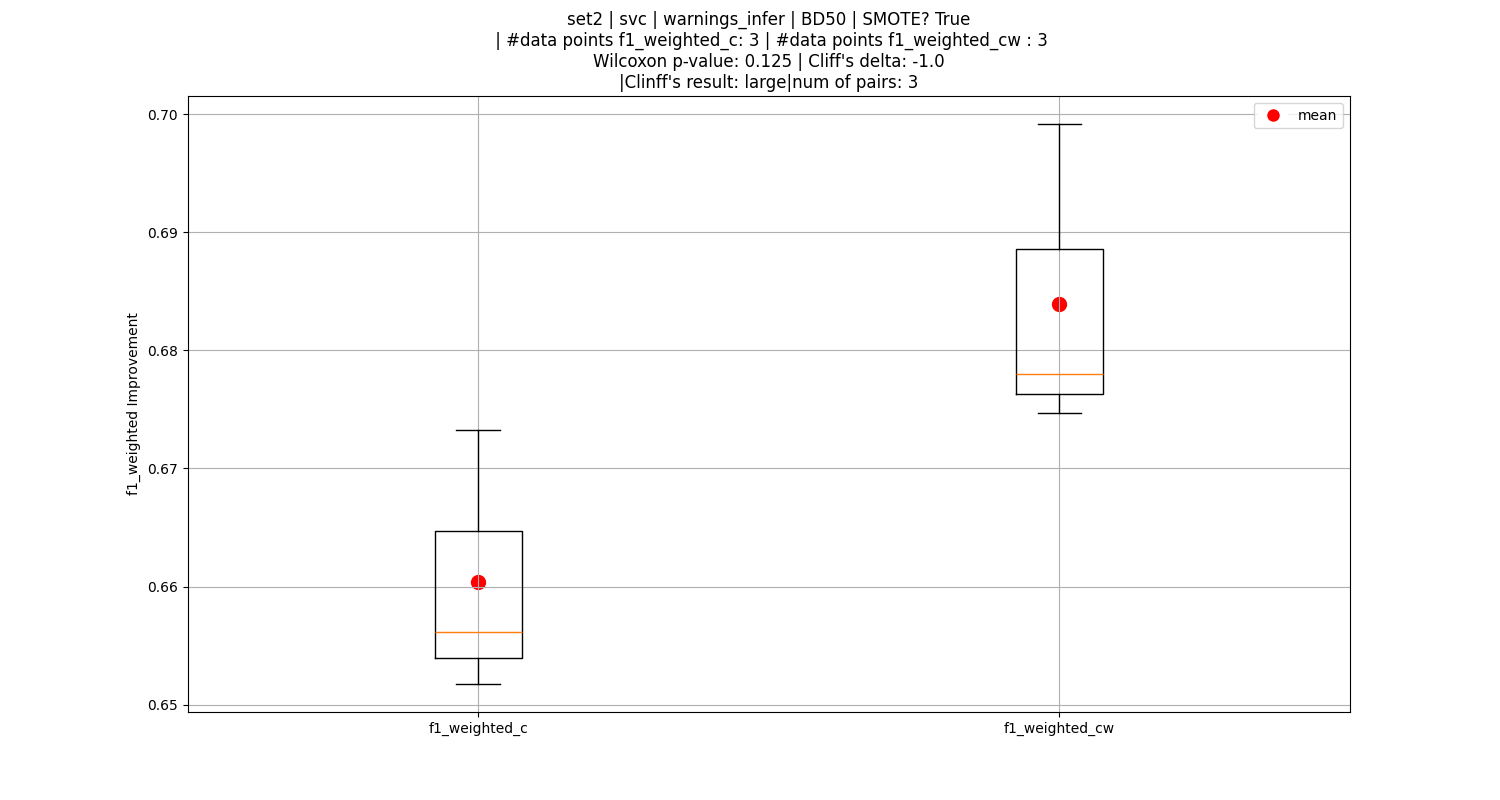 set2 | svc | warnings_infer | BD50 | SMOTE? True
| #data points f1_weighted_c: 3 | #data points f1_weighted_cw : 3
Wilcoxon p-value: 0.125 | Cliff's delta: -1.0
|Clinff's result: large|num of pairs: 3
mean
f1_weighted Improvement
0.70
0.69
0.68
0.67
0.66
0.65
f1_weighted_c
f1_weighted_cw